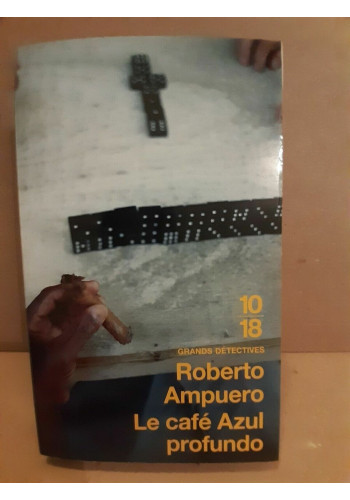 10
18
GRANDS DÉTECTIVES
Roberto
Ampuero
Le café Azul
profundo